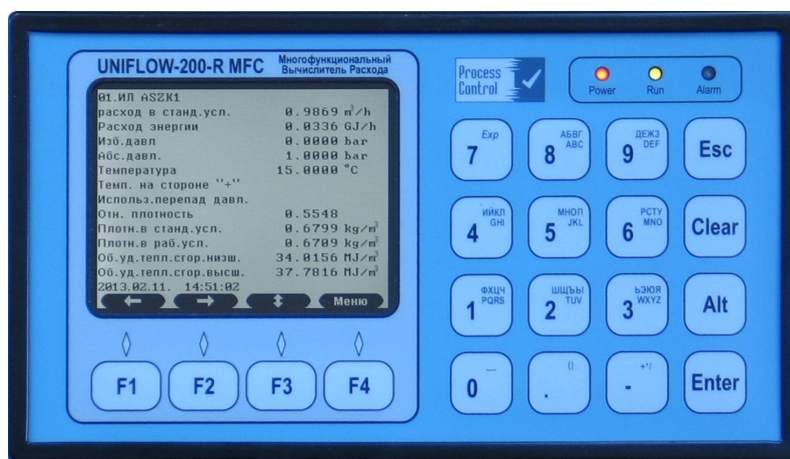 UNIFLOW-200-R MFC
Многофункциональный
Вычислитель Расхода
01.ИЛ ASZK1
расход в станд.усл. 0.9869 m³/h
Расход энергии 0.0336 GJ/h
Изб.давл 0.0000 bar
Абс.давл. 1.0000 bar
Температура 15.0000 °C
Темп. на стороне "+"
Использ.перепад давл.
Отн. плотность 0.5548
Плотн.в станд.усл. 0.6799 kg/m³
Плотн.в раб.усл. 0.6709 kg/m³
Об.уд.тепл.сгор.низш. 34.0156 MJ/m³
Об.уд.тепл.сгор.высш. 37.7816 MJ/m³
2013.02.11. 14:51:02
← → ↕ Меню
F1 F2 F3 F4
Process
Control
Power Run Alarm
7 Exp
8 АБВГ ABC
9 ДЕЖЗ DEF
Esc
4 ИЙКЛ GHI
5 МНОП JKL
6 РСТУ MNO
Clear
1 ФХЦЧ PQRS
2 ШЩЪЫ TUV
3 ЬЭЮЯ WXYZ
Alt
0
. ()
- +*/
Enter